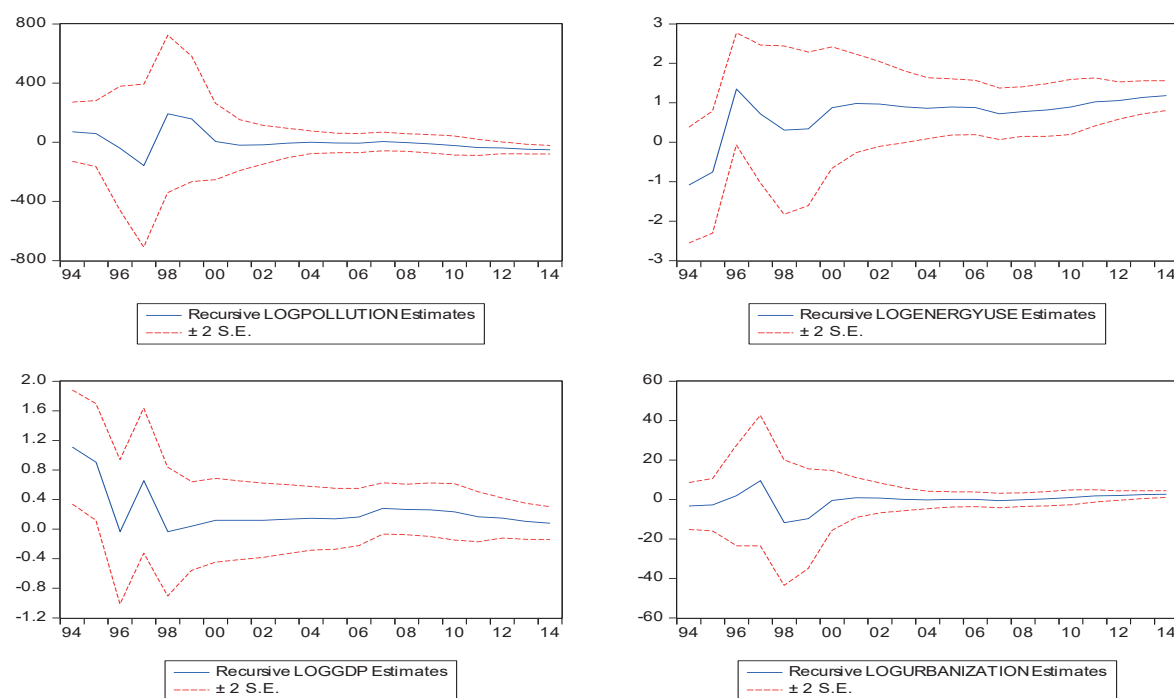 800
400
0
-400
-800
94 96 98 00 02 04 06 08 10 12 14
Recursive LOGPOLLUTION Estimates
± 2 S.E.
3
2
1
0
-1
-2
-3
94 96 98 00 02 04 06 08 10 12 14
Recursive LOGENERGYUSE Estimates
± 2 S.E.
2.0
1.6
1.2
0.8
0.4
0.0
-0.4
-0.8
-1.2
94 96 98 00 02 04 06 08 10 12 14
Recursive LOGGDP Estimates
± 2 S.E.
60
40
20
0
-20
-40
-60
94 96 98 00 02 04 06 08 10 12 14
Recursive LOGURBANIZATION Estimates
± 2 S.E.